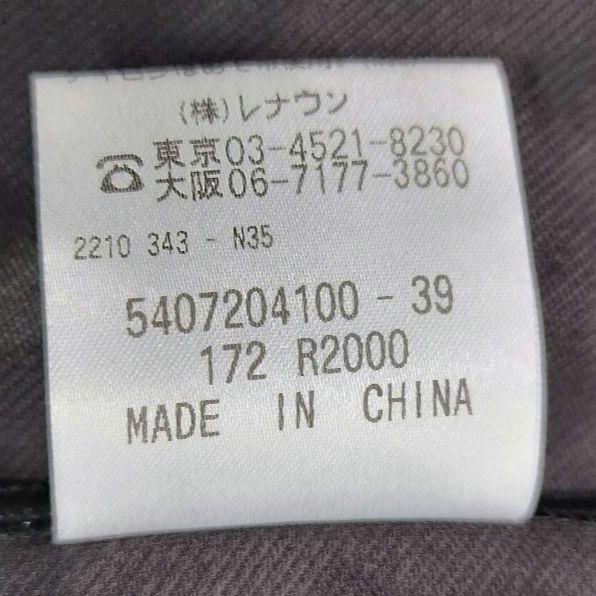 (株)レナウン
☎ 東京03-4521-8230
大阪06-7177-3860
2210 343 - N35
5407204100 - 39
172 R2000
MADE IN CHINA